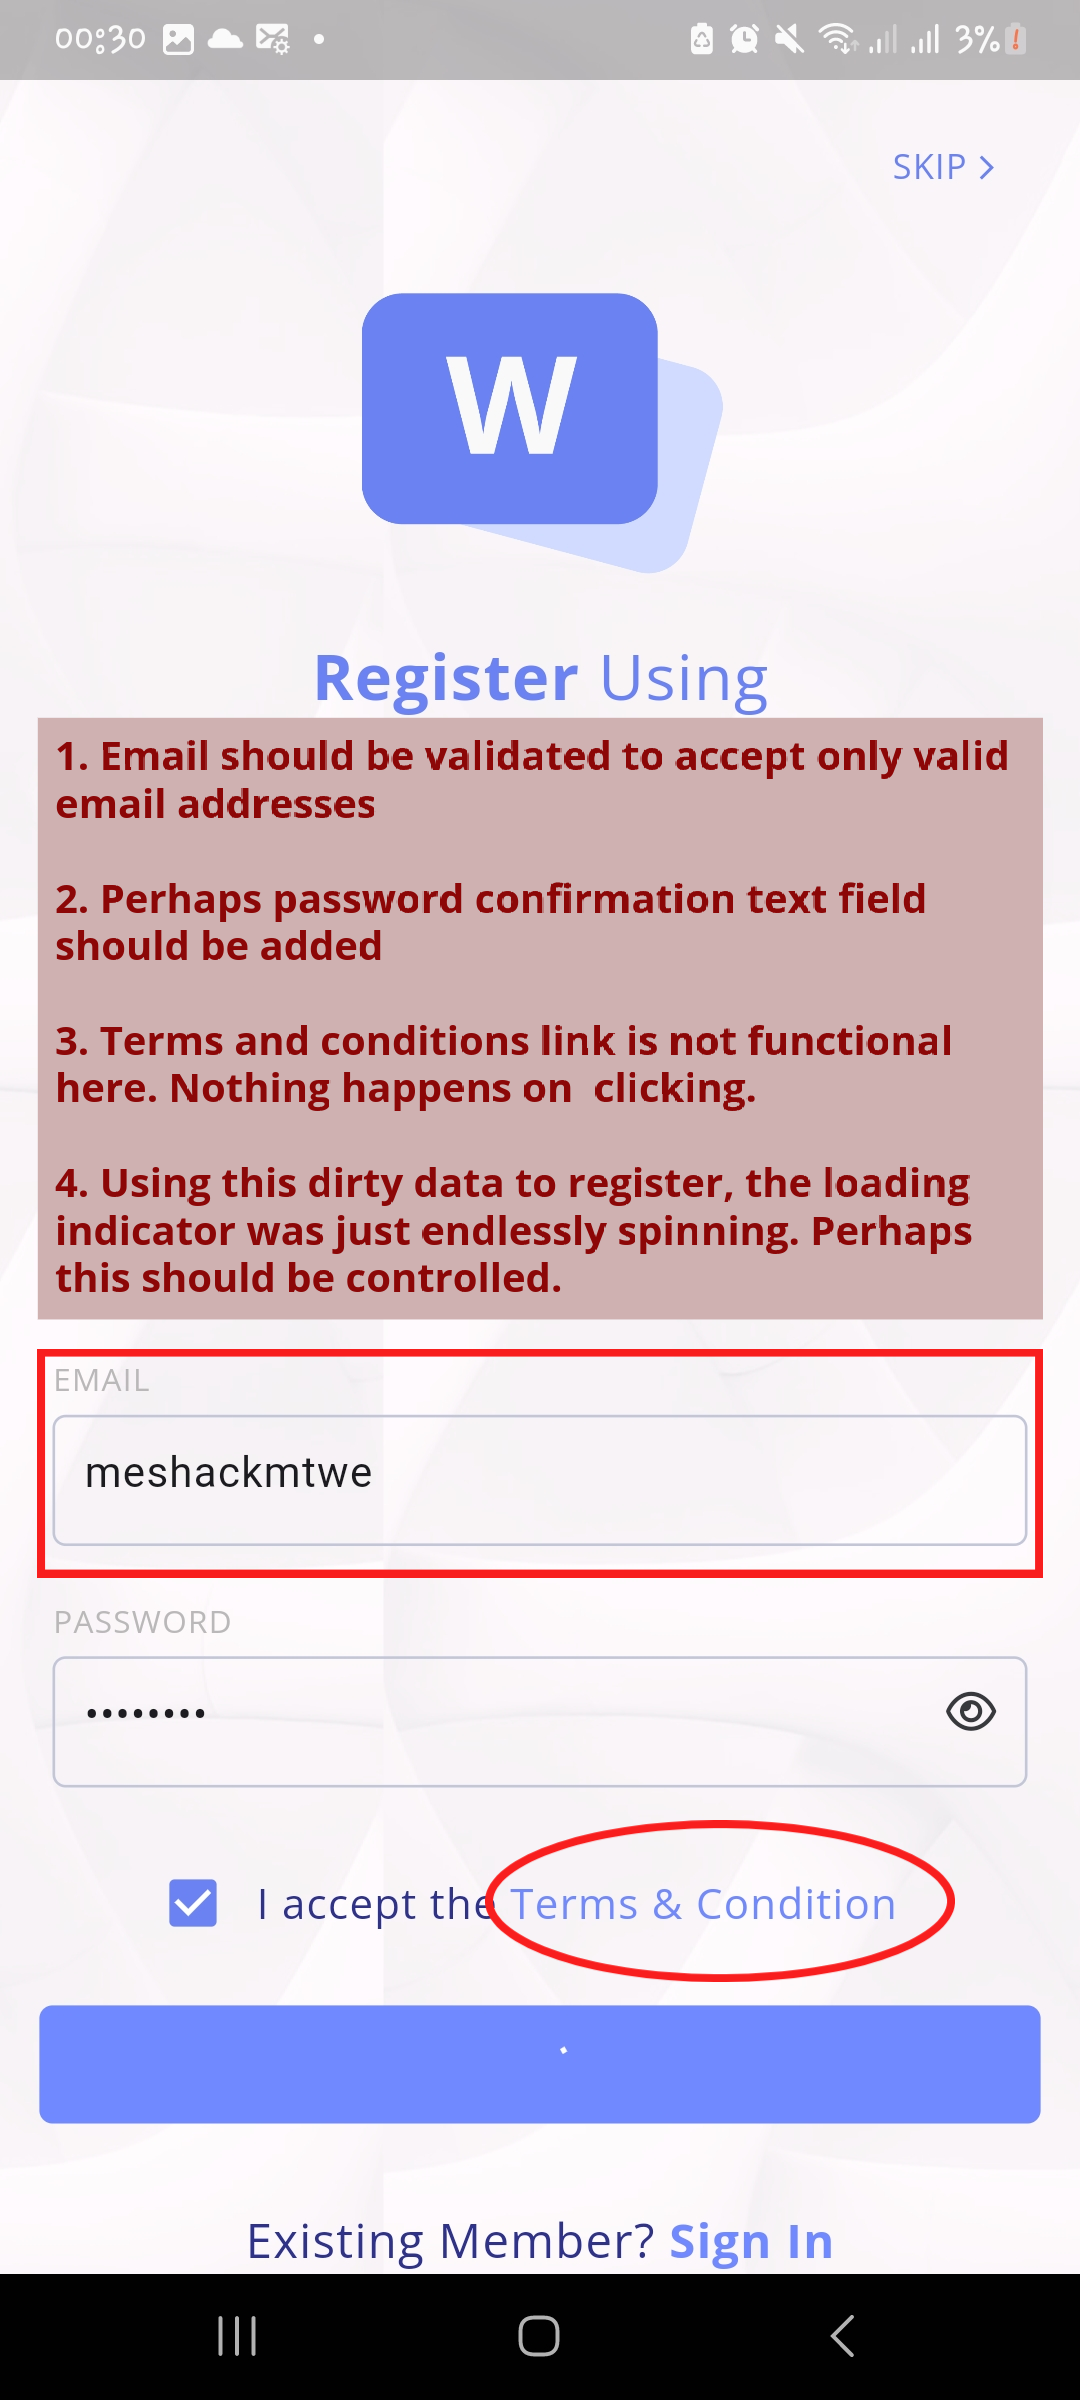 00:30 3%
SKIP
W
Register Using
1. Email should be validated to accept only valid
email addresses
2. Perhaps password confirmation text field
should be added
3. Terms and conditions link is not functional
here. Nothing happens on  clicking.
4. Using this dirty data to register, the loading
indicator was just endlessly spinning. Perhaps
this should be controlled.
EMAIL
meshackmtwe
PASSWORD
••••••••
I accept the Terms & Condition
Existing Member? Sign In